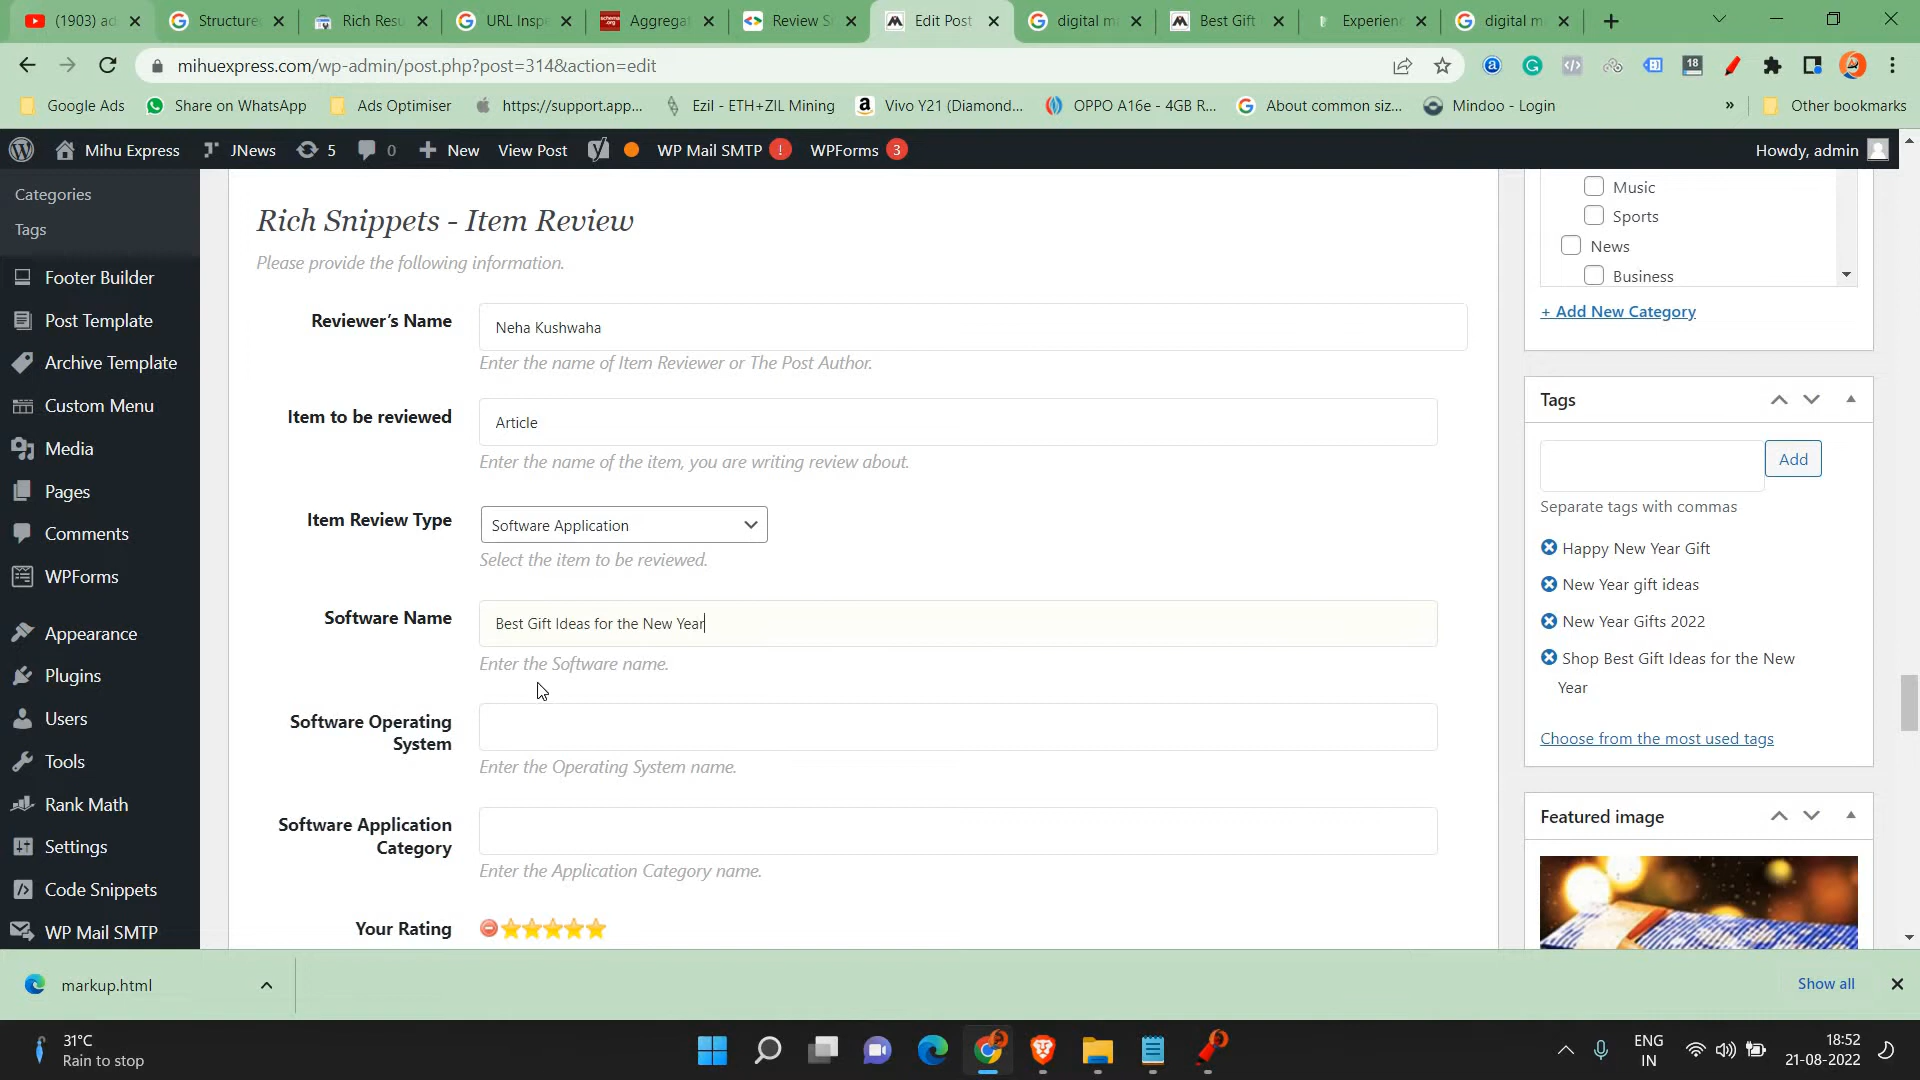 (1903) ad
Structure
Rich Resu
URL Insp
Aggrega
Review S
Edit Post
digital m
Best Gift
Experien
digital m
mihuexpress.com/wp-admin/post.php?post=314&action=edit
18
Google Ads
Share on WhatsApp
Ads Optimiser
https://support.app...
Ezil - ETH+ZIL Mining
Vivo Y21 (Diamond...
OPPO A16e - 4GB R...
About common siz...
Mindoo - Login
»
Other bookmarks
Mihu Express
JNews
5
0
New
View Post
WP Mail SMTP !
WPForms 3
Howdy, admin
Categories
Tags
Footer Builder
Post Template
Archive Template
Custom Menu
Media
Pages
Comments
WPForms
Appearance
Plugins
Users
Tools
Rank Math
Settings
Code Snippets
WP Mail SMTP
Rich Snippets - Item Review
Please provide the following information.
Reviewer's Name
Neha Kushwaha
Enter the name of Item Reviewer or The Post Author.
Item to be reviewed
Article
Enter the name of the item, you are writing review about.
Item Review Type
Software Application
Select the item to be reviewed.
Software Name
Best Gift Ideas for the New Year
Enter the Software name.
Software Operating
System
Enter the Operating System name.
Software Application
Category
Enter the Application Category name.
Your Rating
Music
Sports
News
Business
+ Add New Category
Tags
Add
Separate tags with commas
Happy New Year Gift
New Year gift ideas
New Year Gifts 2022
Shop Best Gift Ideas for the New
Year
Choose from the most used tags
Featured image
markup.html
Show all
31°C
Rain to stop
ENG
IN
18:52
21-08-2022